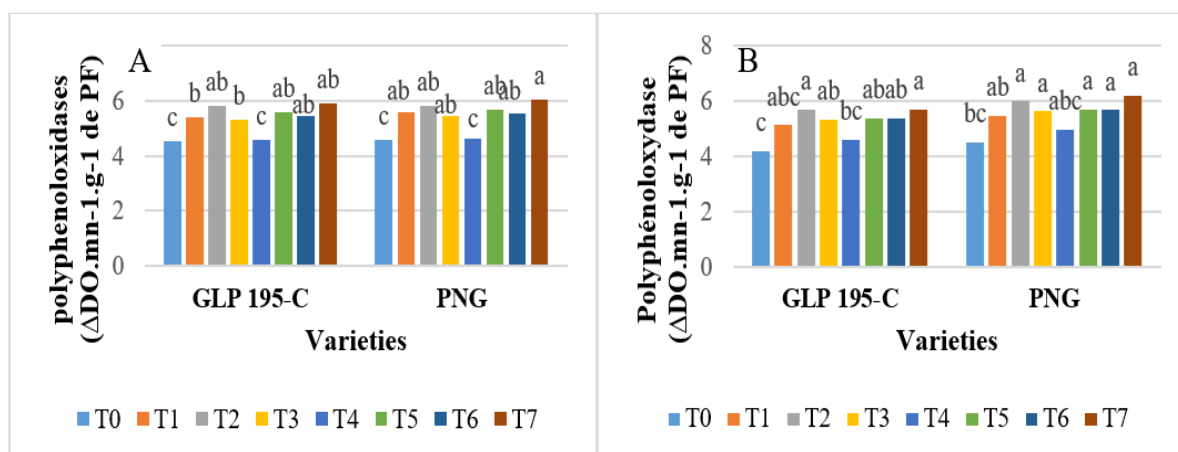 A
polyphenoloxidases
(ΔDO.mn-1.g-1 de PF)
6
4
2
0
c b ab b c ab ab ab
c ab ab ab c ab ab a
GLP 195-C PNG
Varieties
T0 T1 T2 T3 T4 T5 T6 T7
B
Polyphénoloxydase
(ΔDO.mn-1.g-1 de PF)
8
6
4
2
0
c abc a ab bc ab ab a
bc ab a a abc a a a
GLP 195-C PNG
Varieties
T0 T1 T2 T3 T4 T5 T6 T7